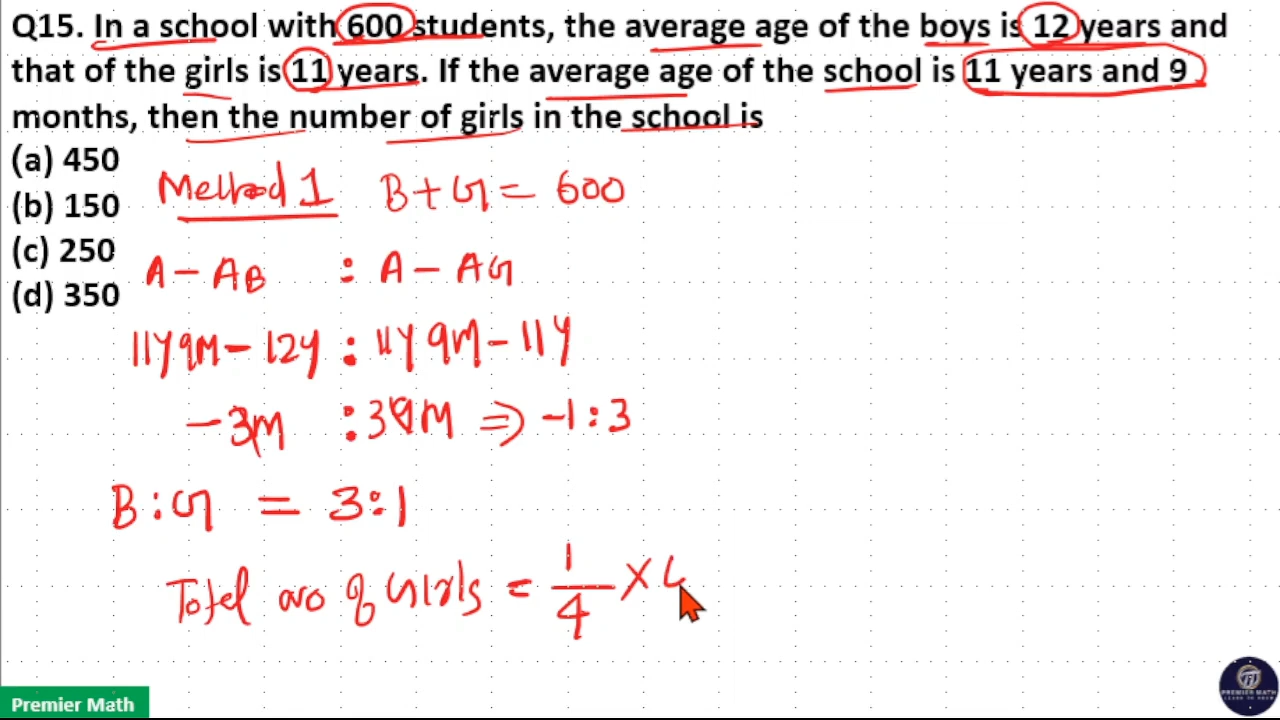 Q15. In a school with 600 students, the average age of the boys is 12 years and
that of the girls is 11 years. If the average age of the school is 11 years and 9
months, then the number of girls in the school is
(a) 450
(b) 150
(c) 250
(d) 350
Method 1 B + G = 600
A - AB : A - AG
11Y 9M - 12Y : 11Y 9M - 11Y
- 3M : 9M ⇒ -1 : 3
B : G = 3 : 1
Total no of Girls = 1/4 ×
Premier Math
PREMIER MATH